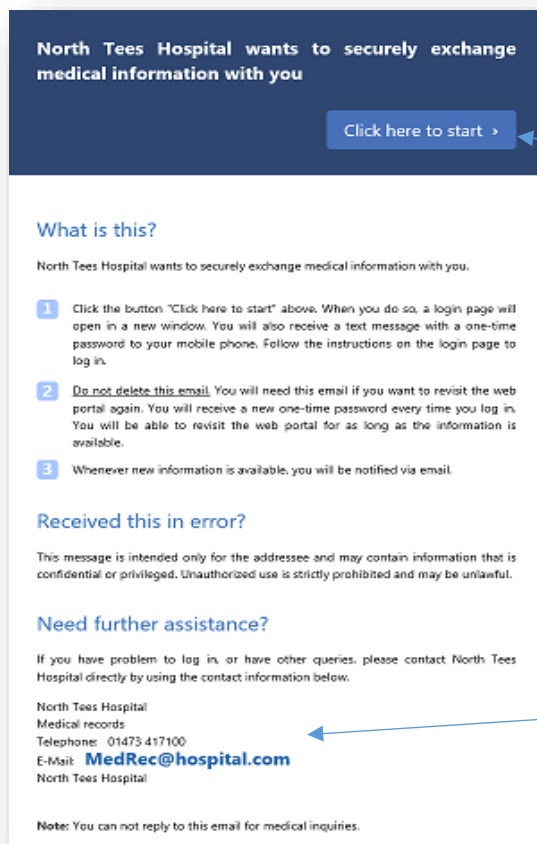 North Tees Hospital wants to securely exchange
medical information with you
Click here to start ›
What is this?
North Tees Hospital wants to securely exchange medical information with you.
1 Click the button "Click here to start" above. When you do so, a login page will
open in a new window. You will also receive a text message with a one-time
password to your mobile phone. Follow the instructions on the login page to
log in.
2 Do not delete this email. You will need this email if you want to revisit the web
portal again. You will receive a new one-time password every time you log in.
You will be able to revisit the web portal for as long as the information is
available.
3 Whenever new information is available, you will be notified via email.
Received this in error?
This message is intended only for the addressee and may contain information that is
confidential or privileged. Unauthorized use is strictly prohibited and may be unlawful.
Need further assistance?
If you have problem to log in, or have other queries, please contact North Tees
Hospital directly by using the contact information below.
North Tees Hospital
Medical records
Telephone: 01473 417100
E-Mail: MedRec@hospital.com
North Tees Hospital
Note: You can not reply to this email for medical inquiries.